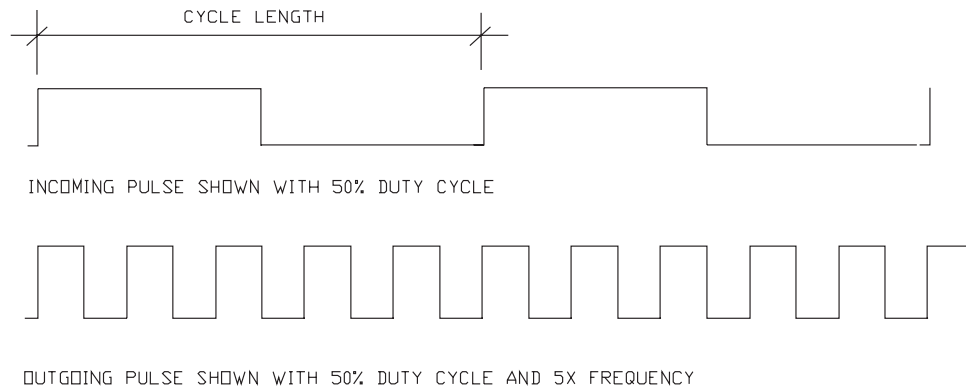 CYCLE LENGTH
INCOMING PULSE SHOWN WITH 50% DUTY CYCLE
OUTGOING PULSE SHOWN WITH 50% DUTY CYCLE AND 5X FREQUENCY